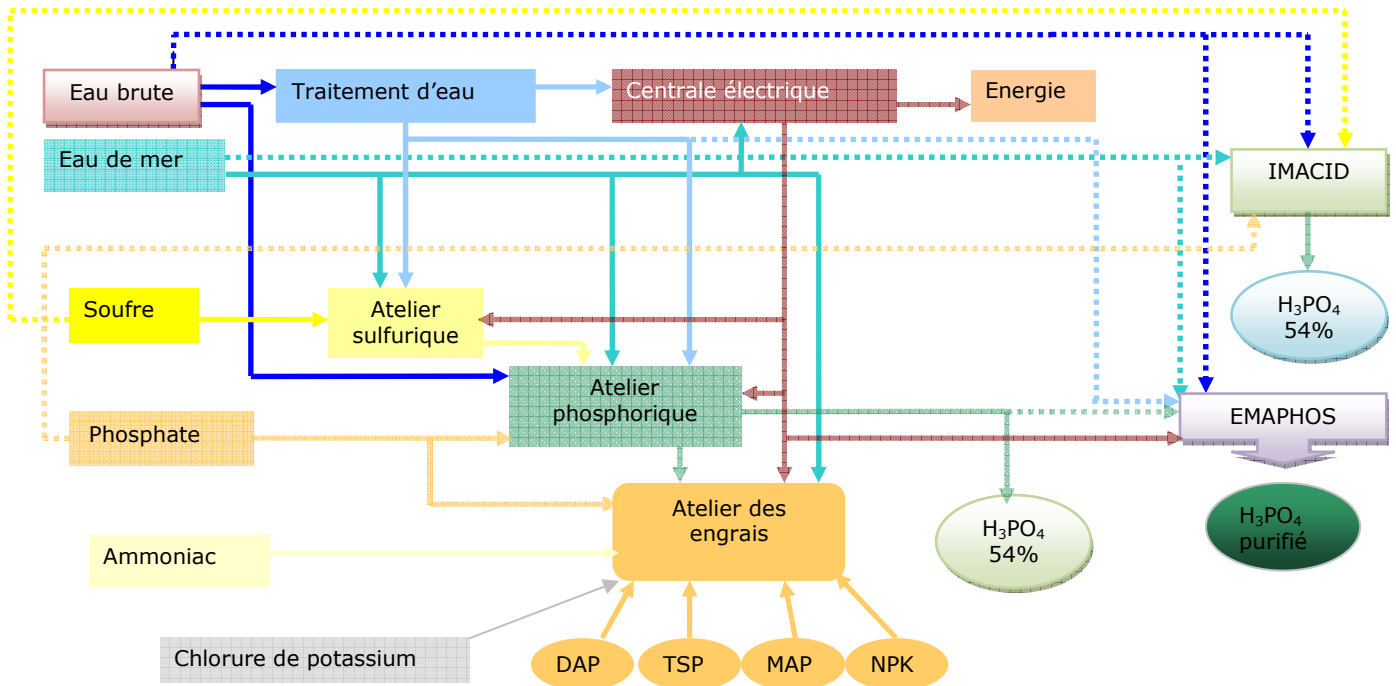 Eau brute
Traitement d'eau
Centrale électrique
Energie
Eau de mer
IMACID
Soufre
Atelier
sulfurique
H₃PO₄
54%
Atelier
phosphorique
Phosphate
EMAPHOS
Atelier des
engrais
H₃PO₄
54%
H₃PO₄
purifié
Ammoniac
Chlorure de potassium
DAP
TSP
MAP
NPK